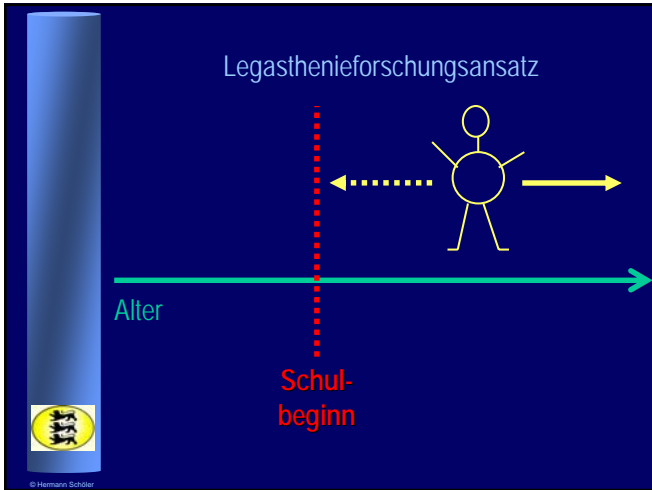 Legasthenieforschungsansatz
Alter
Schul-
beginn
© Hermann Schöler